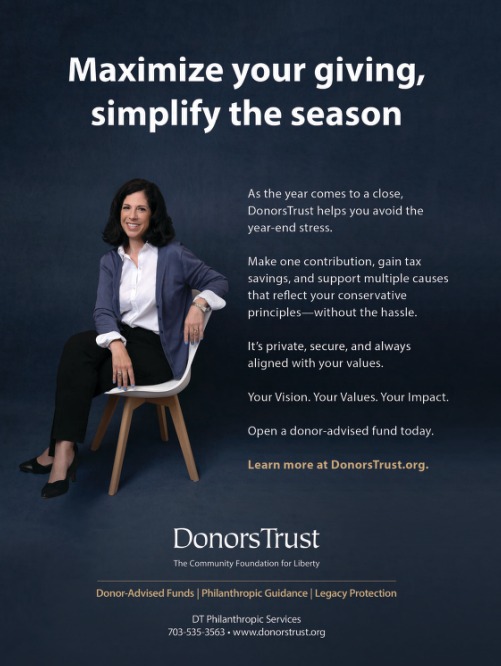 Maximize your giving,
simplify the season
As the year comes to a close,
DonorsTrust helps you avoid the
year-end stress.
Make one contribution, gain tax
savings, and support multiple causes
that reflect your conservative
principles—without the hassle.
It's private, secure, and always
aligned with your values.
Your Vision. Your Values. Your Impact.
Open a donor-advised fund today.
Learn more at DonorsTrust.org.
DonorsTrust
The Community Foundation for Liberty
Donor-Advised Funds | Philanthropic Guidance | Legacy Protection
DT Philanthropic Services
703-535-3563 • www.donorstrust.org